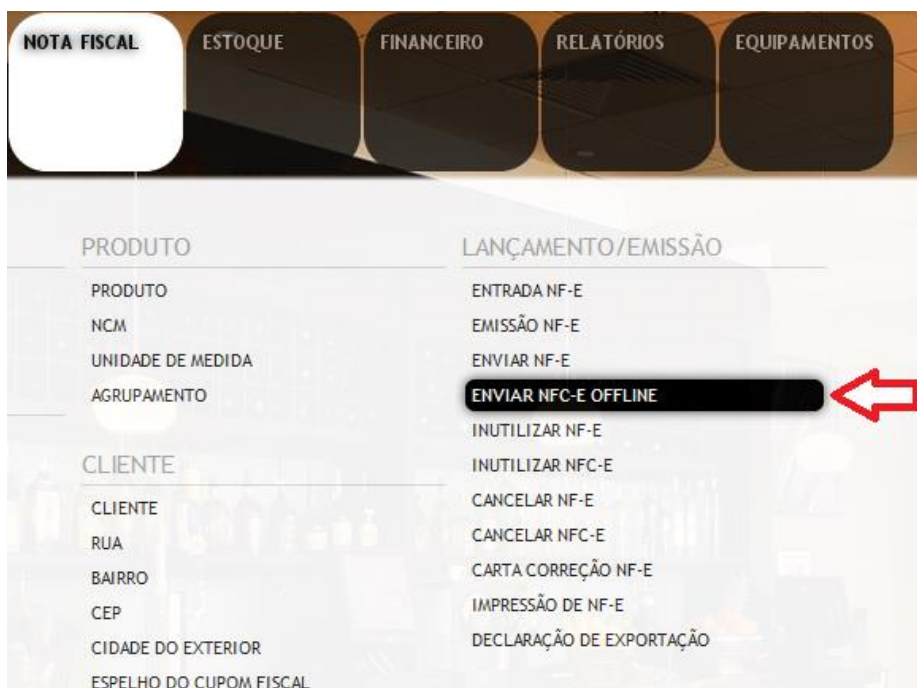 NOTA FISCAL
ESTOQUE
FINANCEIRO
RELATÓRIOS
EQUIPAMENTOS
PRODUTO
PRODUTO
NCM
UNIDADE DE MEDIDA
AGRUPAMENTO
CLIENTE
CLIENTE
RUA
BAIRRO
CEP
CIDADE DO EXTERIOR
ESPELHO DO CUPOM FISCAL
LANÇAMENTO/EMISSÃO
ENTRADA NF-E
EMISSÃO NF-E
ENVIAR NF-E
ENVIAR NFC-E OFFLINE
INUTILIZAR NF-E
INUTILIZAR NFC-E
CANCELAR NF-E
CANCELAR NFC-E
CARTA CORREÇÃO NF-E
IMPRESSÃO DE NF-E
DECLARAÇÃO DE EXPORTAÇÃO